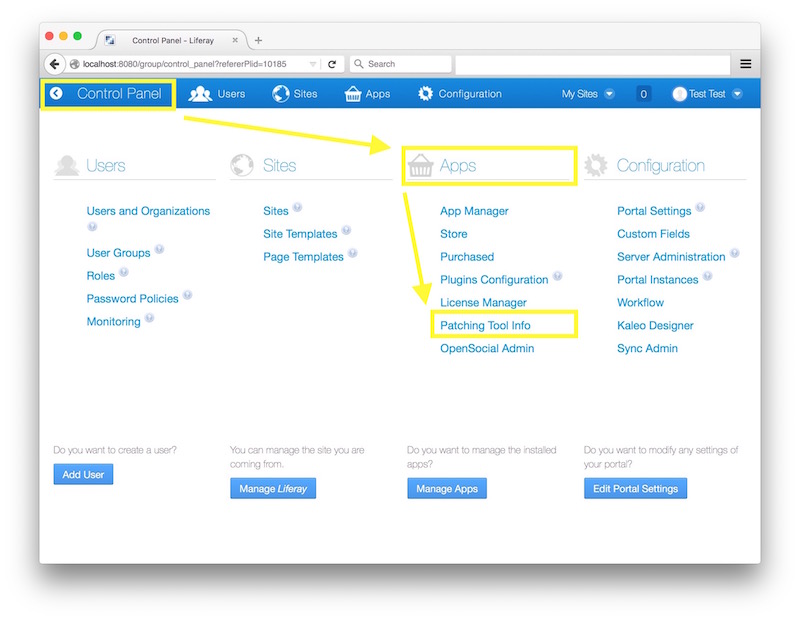 Control Panel - Liferay
localhost:8080/group/control_panel?refererPlid=10185
Search
Control Panel
Users
Sites
Apps
Configuration
My Sites
0
Test Test
Users
Users and Organizations
User Groups
Roles
Password Policies
Monitoring
Sites
Sites
Site Templates
Page Templates
Apps
App Manager
Store
Purchased
Plugins Configuration
License Manager
Patching Tool Info
OpenSocial Admin
Configuration
Portal Settings
Custom Fields
Server Administration
Portal Instances
Workflow
Kaleo Designer
Sync Admin
Do you want to create a user?
Add User
You can manage the site you are
coming from.
Manage Liferay
Do you want to manage the installed
apps?
Manage Apps
Do you want to modify any settings of
your portal?
Edit Portal Settings